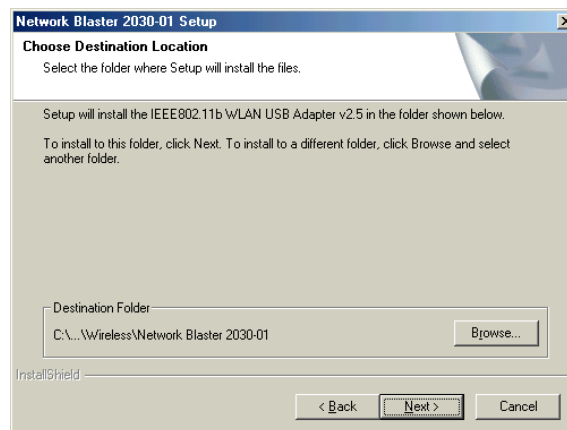 Network Blaster 2030-01 Setup
Choose Destination Location
Select the folder where Setup will install the files.
Setup will install the IEEE802.11b WLAN USB Adapter v2.5 in the folder shown below.
To install to this folder, click Next. To install to a different folder, click Browse and select
another folder.
Destination Folder
C:\...\Wireless\Network Blaster 2030-01
Browse...
InstallShield
< Back
Next >
Cancel